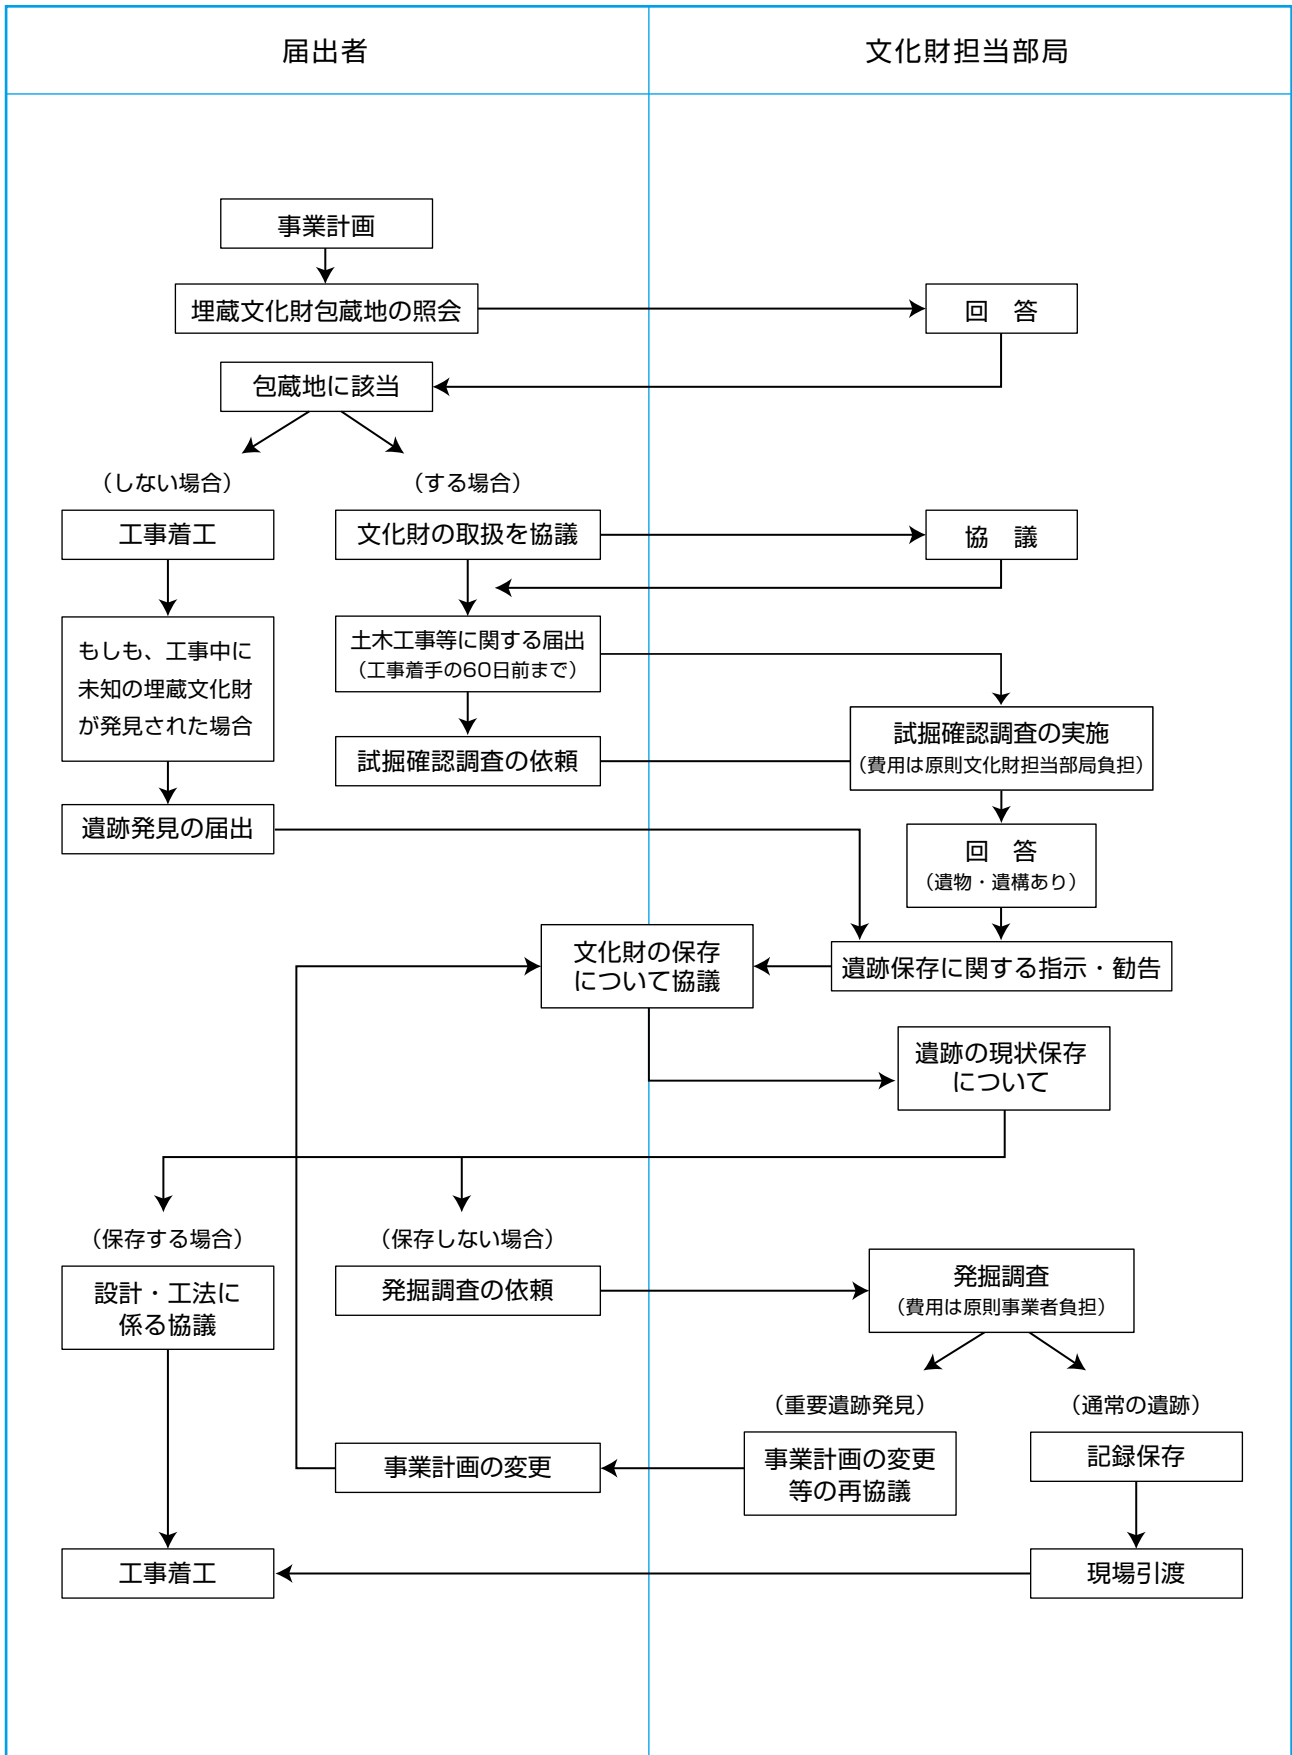 届出者
文化財担当部局
事業計画
埋蔵文化財包蔵地の照会
回　答
包蔵地に該当
（しない場合）
（する場合）
工事着工
文化財の取扱を協議
協　議
もしも、工事中に
未知の埋蔵文化財
が発見された場合
土木工事等に関する届出
（工事着手の60日前まで）
試掘確認調査の依頼
試掘確認調査の実施
（費用は原則文化財担当部局負担）
遺跡発見の届出
回　答
（遺物・遺構あり）
文化財の保存
について協議
遺跡保存に関する指示・勧告
遺跡の現状保存
について
（保存する場合）
（保存しない場合）
設計・工法に
係る協議
発掘調査の依頼
発掘調査
（費用は原則事業者負担）
（重要遺跡発見）
（通常の遺跡）
事業計画の変更
事業計画の変更
等の再協議
記録保存
工事着工
現場引渡